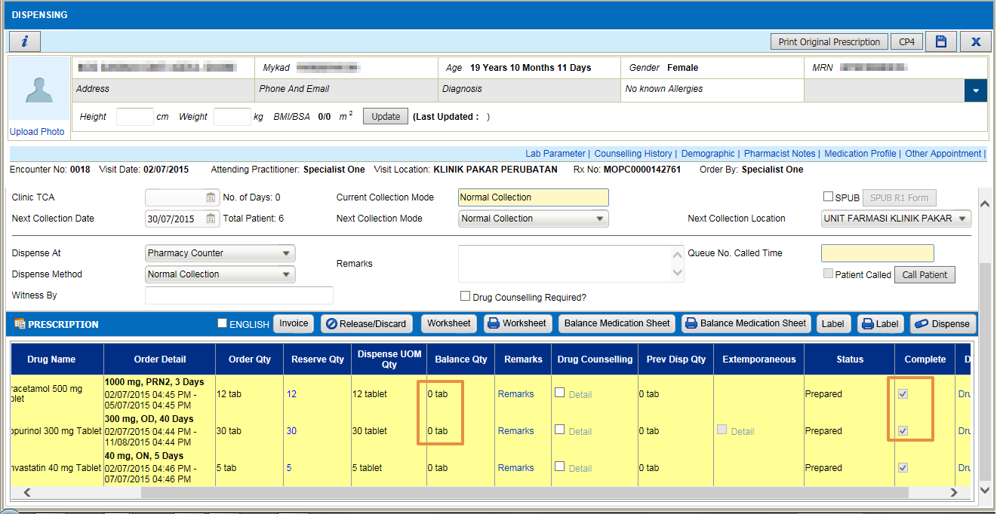 DISPENSING
i Print Original Prescription CP4 X
Mykad Age 19 Years 10 Months 11 Days Gender Female MRN
Address Phone And Email Diagnosis No known Allergies
Height cm Weight kg BMI/BSA 0/0 m 2 Update (Last Updated : )
Upload Photo
Lab Parameter | Counselling History | Demographic | Pharmacist Notes | Medication Profile | Other Appointment |
Encounter No: 0018 Visit Date: 02/07/2015 Attending Practitioner: Specialist One Visit Location: KLINIK PAKAR PERUBATAN Rx No: MOPC0000142761 Order By: Specialist One
Clinic TCA No. of Days: 0 Current Collection Mode Normal Collection SPUB SPUB R1 Form
Next Collection Date 30/07/2015 Total Patient: 6 Next Collection Mode Normal Collection Next Collection Location UNIT FARMASI KLINIK PAKAR
Dispense At Pharmacy Counter Remarks Queue No. Called Time
Dispense Method Normal Collection Patient Called Call Patient
Witness By Drug Counselling Required?
PRESCRIPTION ENGLISH Invoice Release/Discard Worksheet Worksheet Balance Medication Sheet Balance Medication Sheet Label Label Dispense
Drug Name Order Detail Order Qty Reserve Qty Dispense UOM Qty Balance Qty Remarks Drug Counselling Prev Disp Qty Extemporaneous Status Complete D
racetamol 500 mg
blet
1000 mg, PRN2, 3 Days
02/07/2015 04:45 PM -
05/07/2015 04:45 PM
12 tab 12 12 tablet 0 tab Remarks Detail 0 tab Prepared Dru
opurinol 300 mg Tablet
300 mg, OD, 40 Days
02/07/2015 04:44 PM -
11/08/2015 04:44 PM
30 tab 30 30 tablet 0 tab Remarks Detail 0 tab Detail Prepared Dru
nvastatin 40 mg Tablet
40 mg, ON, 5 Days
02/07/2015 04:46 PM -
07/07/2015 04:46 PM
5 tab 5 5 tablet 0 tab Remarks Detail 0 tab Prepared Dru